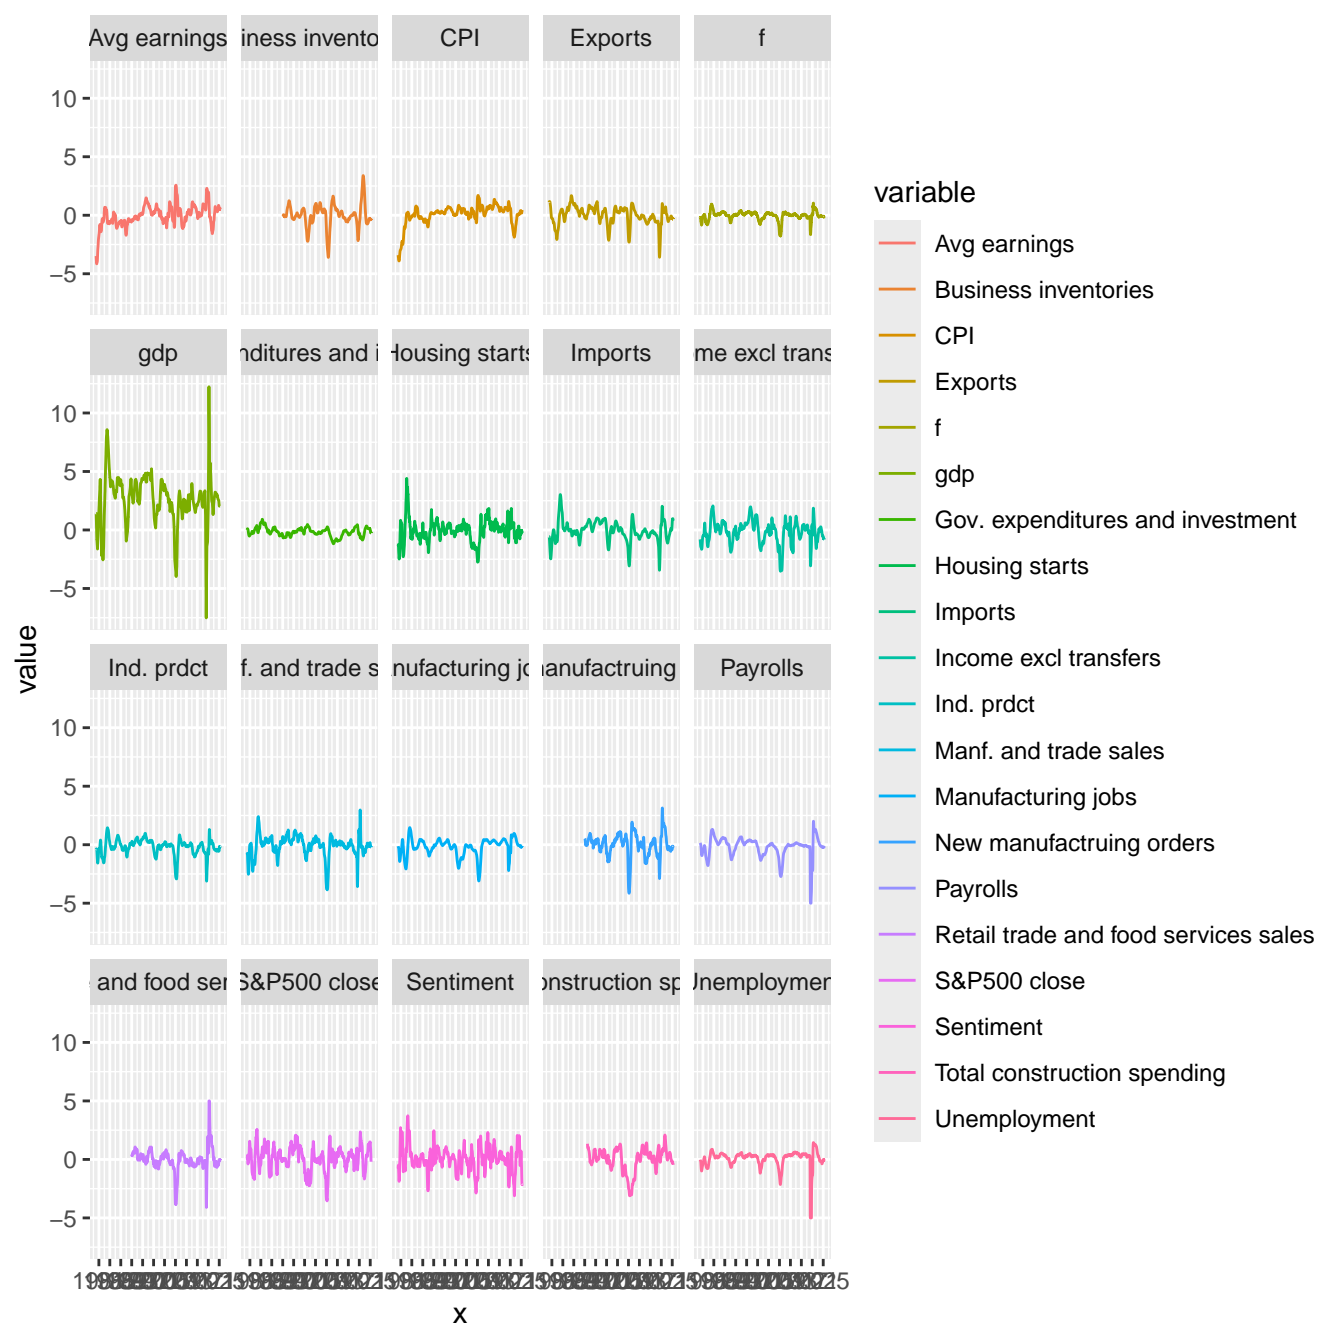 Avg earnings iness invento CPI Exports f
10
5
0
−5
gdp nditures and i Housing starts Imports me excl trans
10
5
0
−5
Ind. prdct f. and trade s nufacturing jo manufactruing Payrolls
10
5
0
−5
and food ser S&P500 close Sentiment onstruction sp Unemploymen
10
5
0
−5
value
x
variable
Avg earnings
Business inventories
CPI
Exports
f
gdp
Gov. expenditures and investment
Housing starts
Imports
Income excl transfers
Ind. prdct
Manf. and trade sales
Manufacturing jobs
New manufactruing orders
Payrolls
Retail trade and food services sales
S&P500 close
Sentiment
Total construction spending
Unemployment